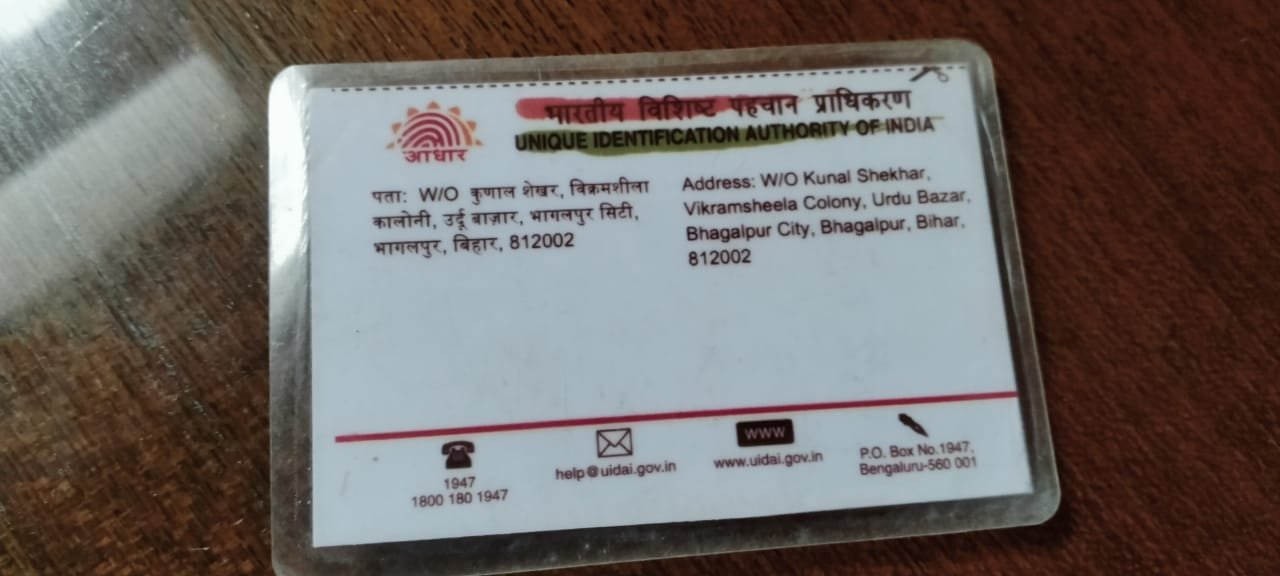 भारतीय विशिष्ट पहचान प्राधिकरण
UNIQUE IDENTIFICATION AUTHORITY OF INDIA
आधार
पताः W/O कुणाल शेखर, विक्रमशीला
कालोनी, उर्दू बाज़ार, भागलपुर सिटी,
भागलपुर, बिहार, 812002
Address: W/O Kunal Shekhar,
Vikramsheela Colony, Urdu Bazar,
Bhagalpur City, Bhagalpur, Bihar,
812002
1947
1800 180 1947
help@uidai.gov.in
www
www.uidai.gov.in
P.O. Box No.1947,
Bengaluru-560 001